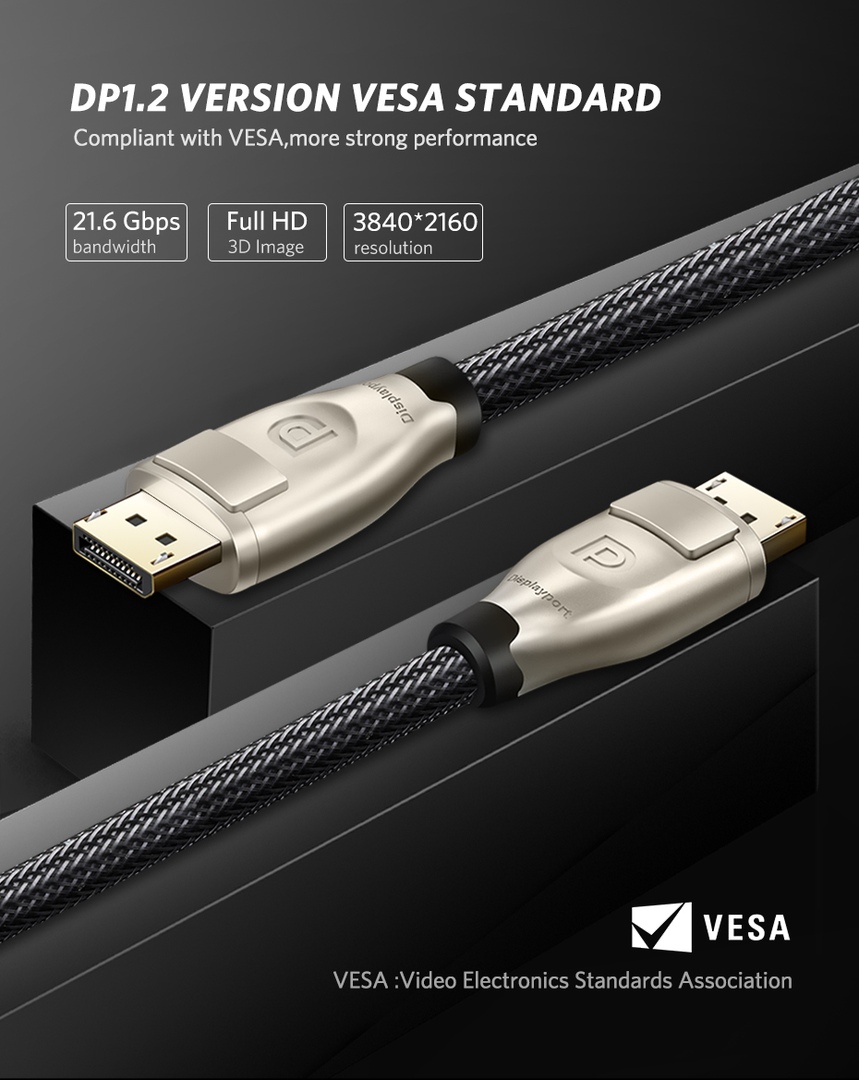 DP1.2 VERSION VESA STANDARD
Compliant with VESA,more strong performance
21.6 Gbps
bandwidth
Full HD
3D Image
3840*2160
resolution
Displayport
Displayport
VESA
VESA :Video Electronics Standards Association